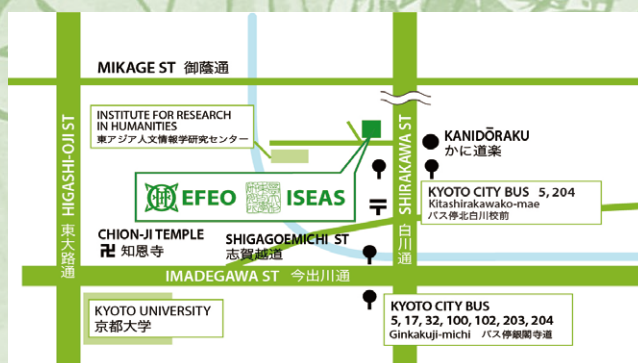 MIKAGE ST 御蔭通
HIGASHI-OJI ST 東大路通
INSTITUTE FOR RESEARCH
IN HUMANITIES
東アジア人文情報学研究センター
SHIRAKAWA ST 白川通
KANIDŌRAKU
かに道楽
EFEO ISEAS
KYOTO CITY BUS 5, 204
Kitashirakawako-mae
バス停北白川校前
CHION-JI TEMPLE
卍 知恩寺
SHIGAGOEMICHI ST
志賀越道
IMADEGAWA ST 今出川通
KYOTO UNIVERSITY
京都大学
KYOTO CITY BUS
5, 17, 32, 100, 102, 203, 204
Ginkakuji-michi バス停銀閣寺道